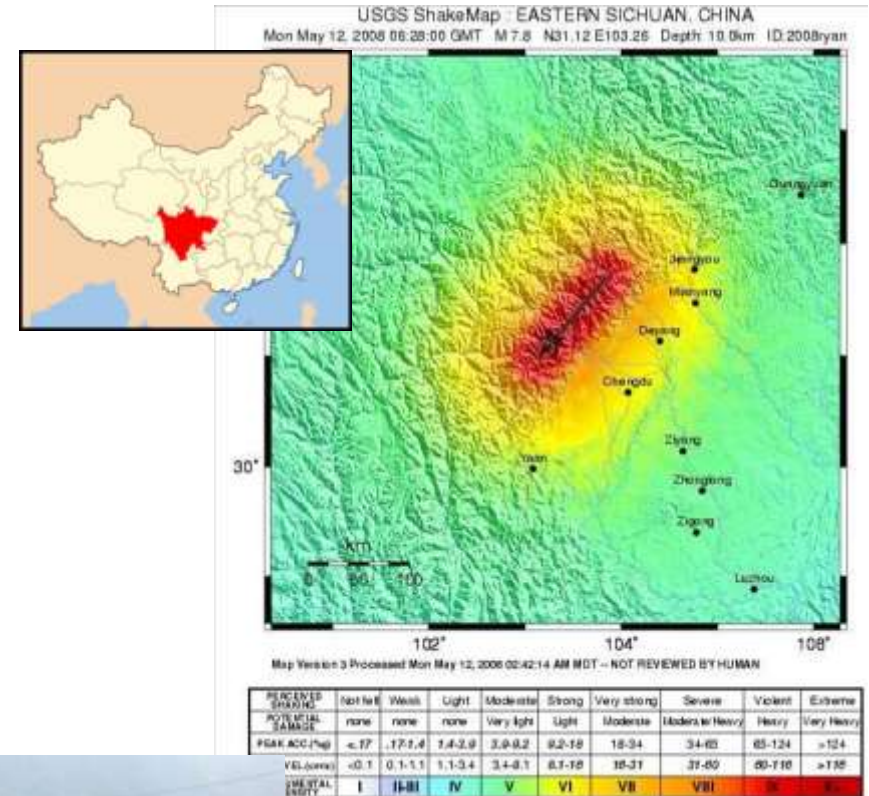 USGS ShakeMap : EASTERN SICHUAN, CHINA
Mon May 12, 2008 06:28:00 GMT M 7.8 N31.12 E103.26 Depth: 10.0km ID:2008ryan
Jiangyou
Mianyang
Deyang
Chengdu
Ziyang
Yaan
30°
Zigong
km
0 50 100
Luzhou
102° 104° 106°
Map Version 3 Processed Mon May 12, 2008 02:42:14 AM MDT -- NOT REVIEWED BY HUMAN
PERCEIVED SHAKING Not felt Weak Light Moderate Strong Very strong Severe Violent Extreme
POTENTIAL DAMAGE none none none Very light Light Moderate Moderate/Heavy Heavy Very Heavy
PEAK ACC.(%g) <.17 .17-1.4 1.4-3.9 3.9-9.2 9.2-18 18-34 34-65 65-124 >124
VEL.(cm/s) <0.1 0.1-1.1 1.1-3.4 3.4-8.1 8.1-16 16-31 31-60 60-116 >116
I II-III IV V VI VII VIII IX X+